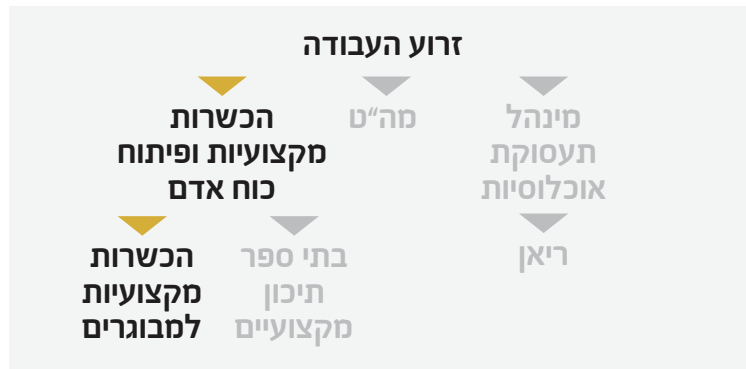 זרוע העבודה
מינהל
תעסוקת
אוכלוסיות
מה״ט
הכשרות
מקצועיות ופיתוח
כוח אדם
ריאן
בתי ספר
תיכון
מקצועיים
הכשרות
מקצועיות
למבוגרים